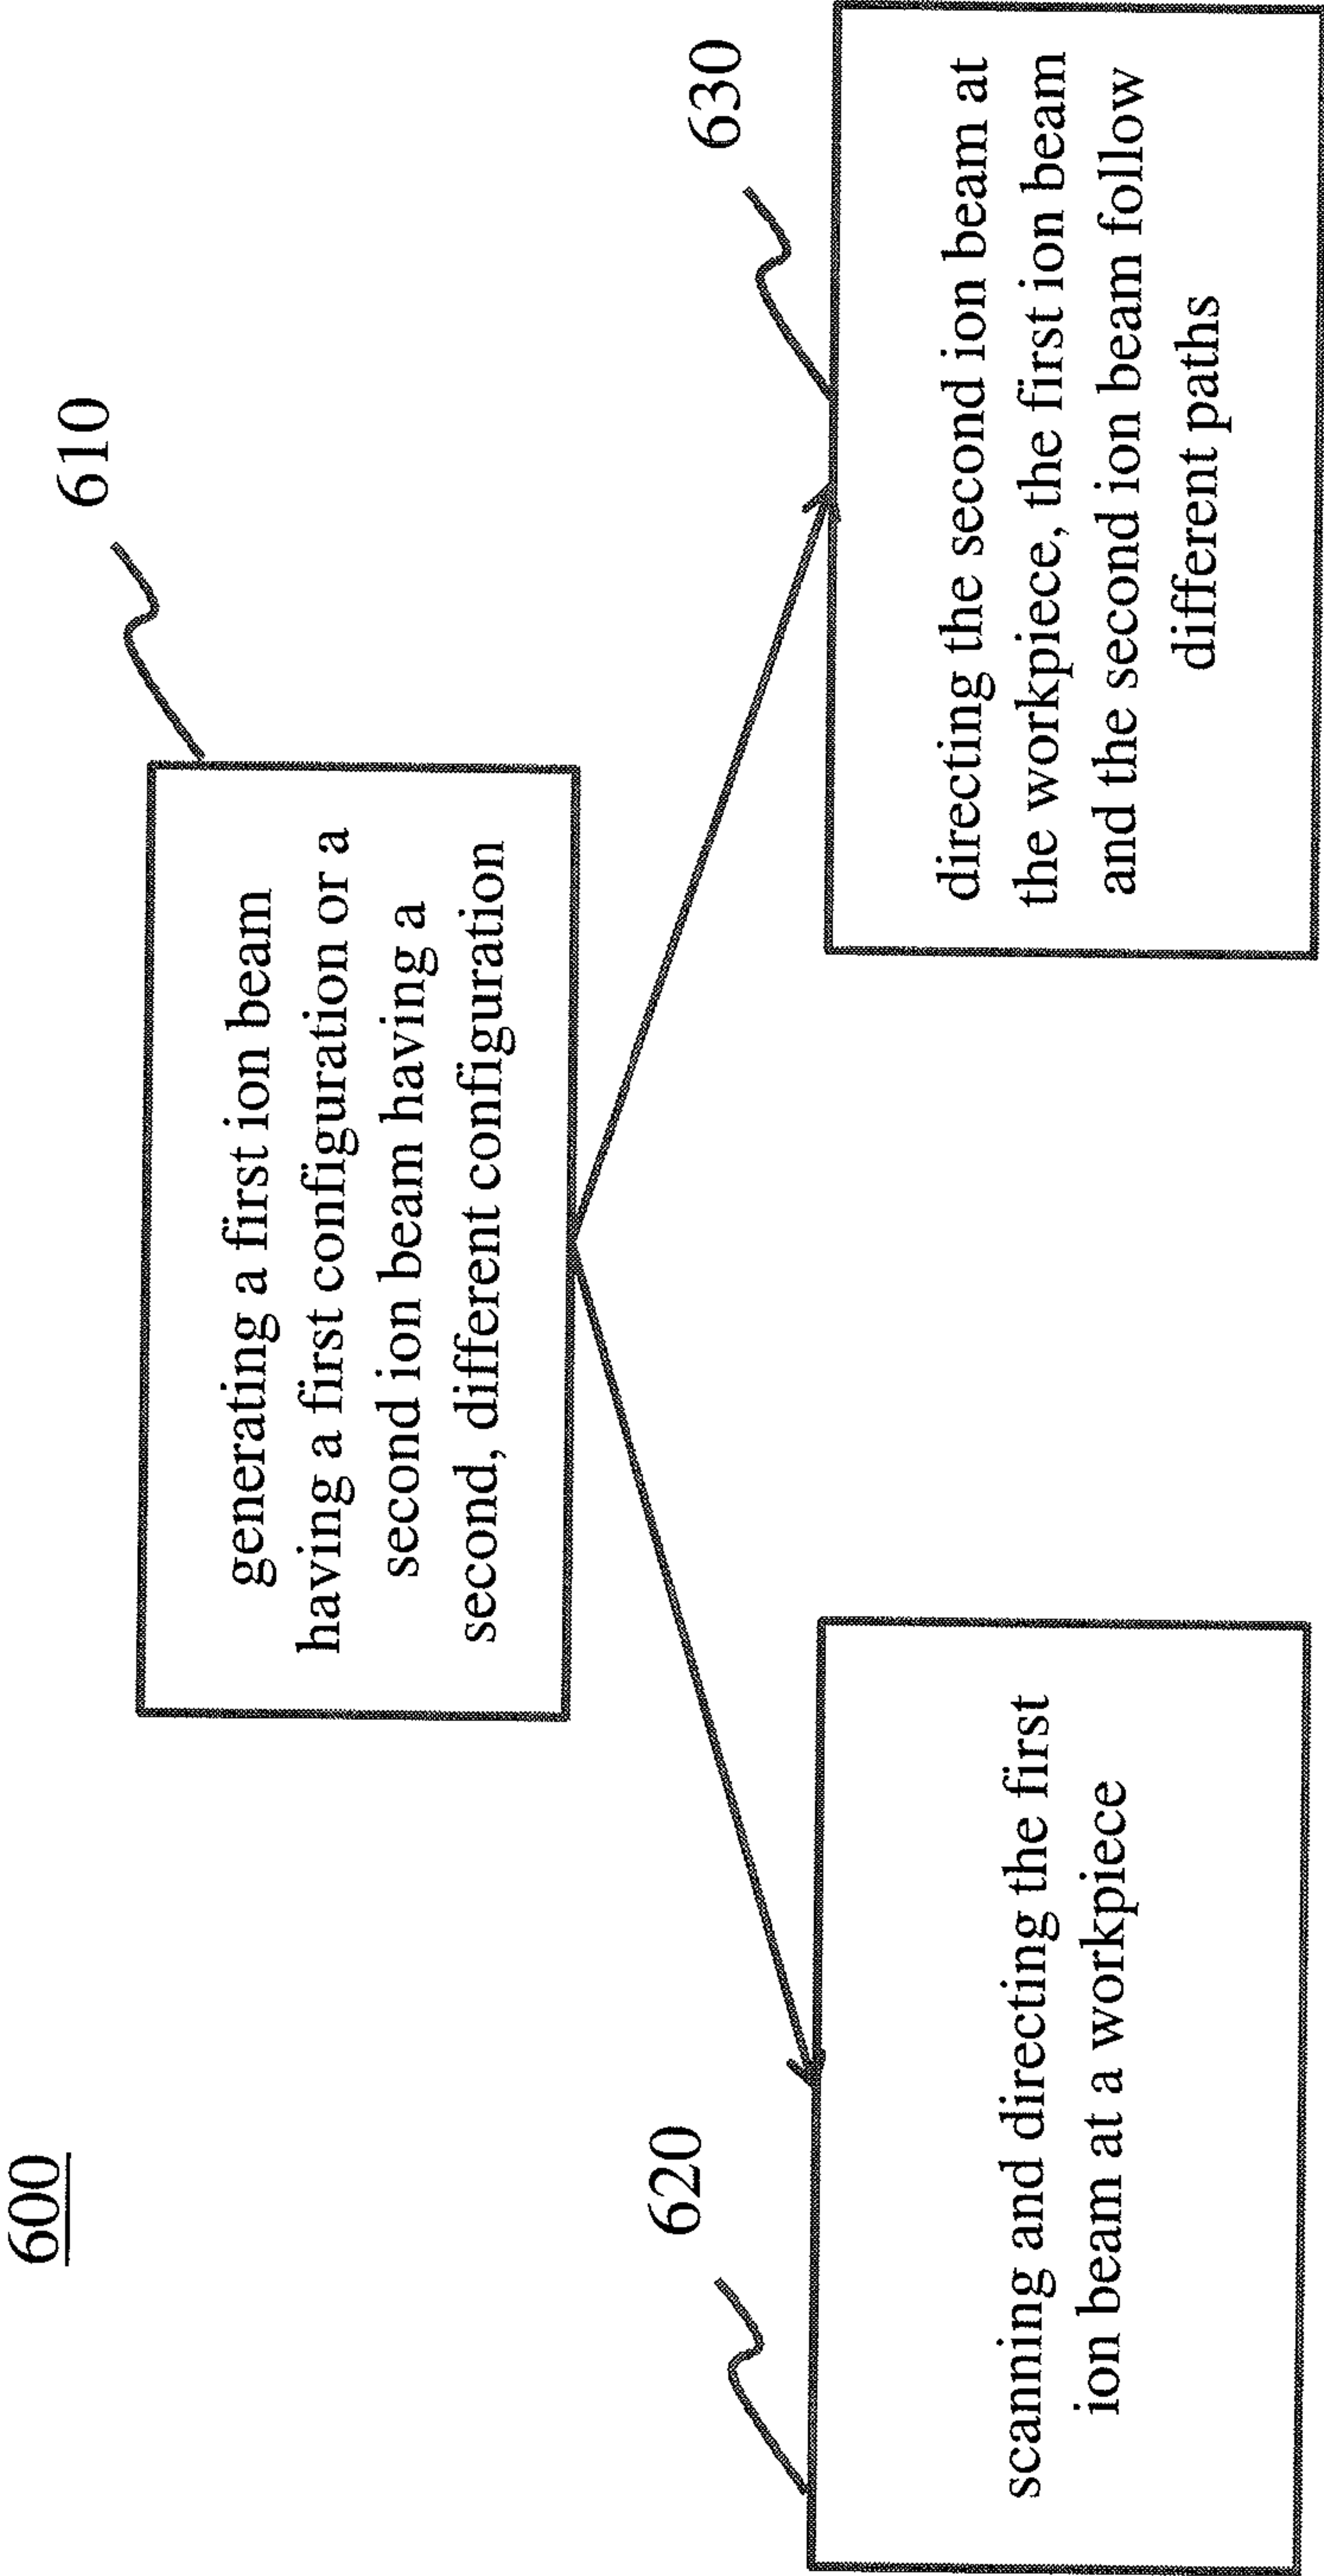 600
610
generating a first ion beam
having a first configuration or a
second ion beam having a
second, different configuration
620
scanning and directing the first
ion beam at a workpiece
630
directing the second ion beam at
the workpiece, the first ion beam
and the second ion beam follow
different paths